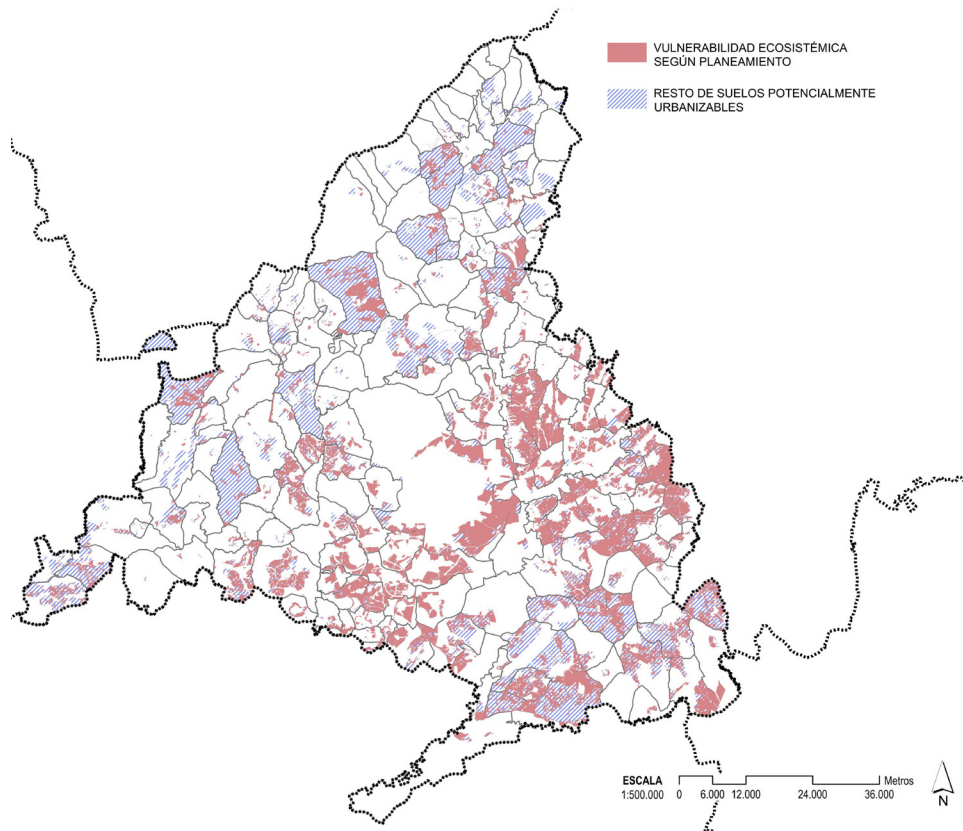 VULNERABILIDAD ECOSISTÉMICA
SEGÚN PLANEAMIENTO
RESTO DE SUELOS POTENCIALMENTE
URBANIZABLES
ESCALA
1:500.000
0 6.000 12.000 24.000 36.000
Metros
N